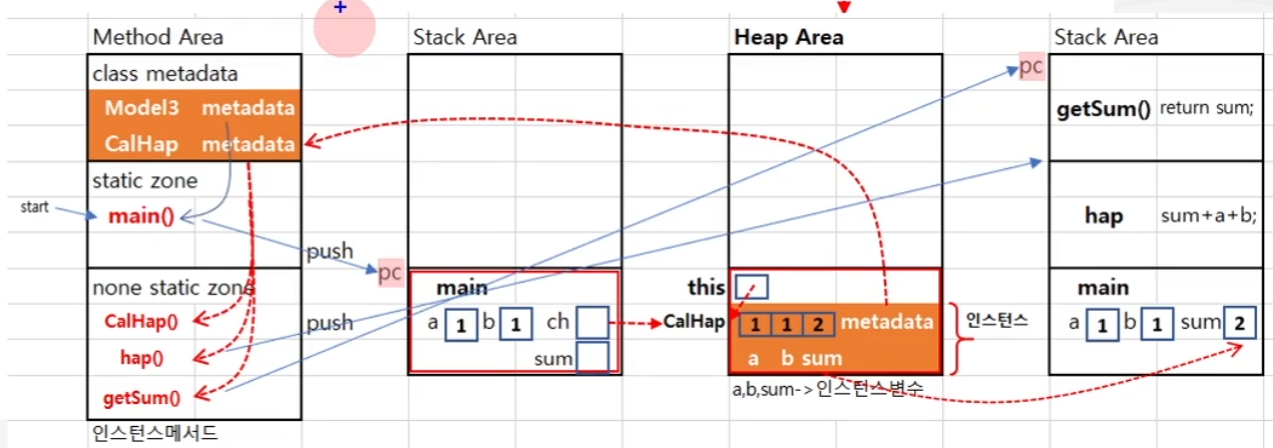 Method Area
class metadata
Model3 metadata
CalHap metadata
static zone
start
main()
push
none static zone
CalHap()
push
hap()
getSum()
인스턴스메서드
Stack Area
pc
main
a 1 b 1 ch
sum
Heap Area
this
CalHap 1 1 2 metadata
a b sum
인스턴스
a,b,sum->인스턴스변수
Stack Area
pc
getSum() return sum;
hap sum+a+b;
main
a 1 b 1 sum 2